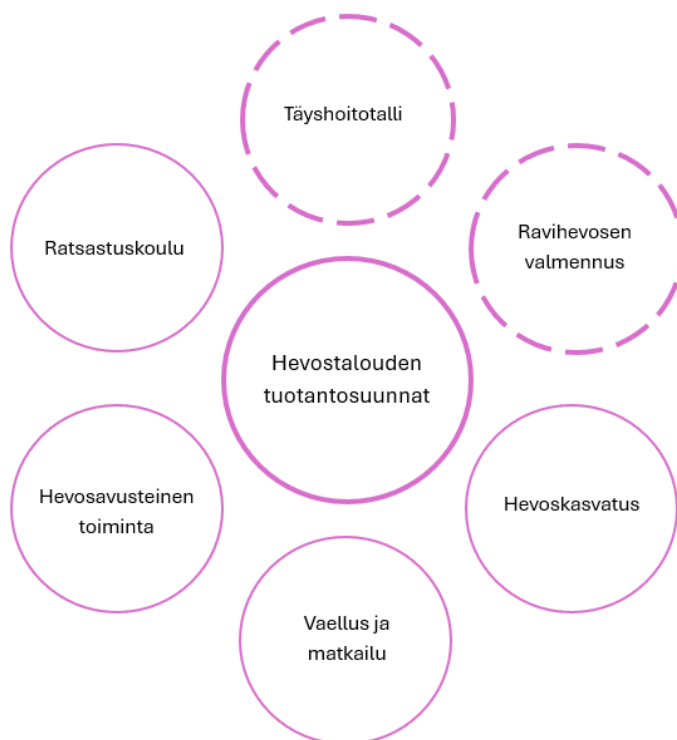 Täyshoitotalli
Ratsastuskoulu
Ravihevosen
valmennus
Hevostalouden
tuotantosuunnat
Hevosavusteinen
toiminta
Hevoskasvatus
Vaellus ja
matkailu